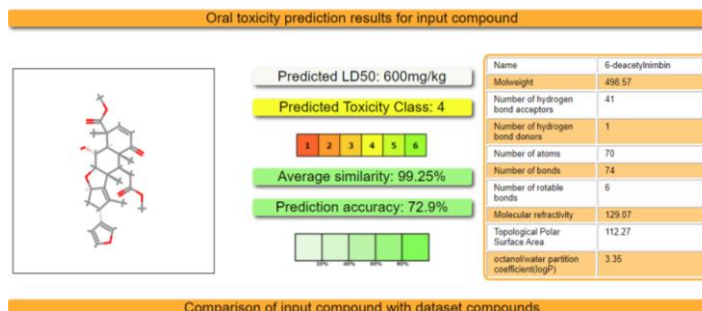 Oral toxicity prediction results for input compound
Predicted LD50: 600mg/kg
Predicted Toxicity Class: 4
1 2 3 4 5 6
Average similarity: 99.25%
Prediction accuracy: 72.9%
20% 40% 60% 80%
Name 6-deacetylnimbin
Molweight 498.57
Number of hydrogen
bond acceptors 41
Number of hydrogen
bond donors 1
Number of atoms 70
Number of bonds 74
Number of rotable
bonds 6
Molecular refractivity 129.07
Topological Polar
Surface Area 112.27
octanol/water partition
coefficient(logP) 3.35
Comparison of input compound with dataset compounds